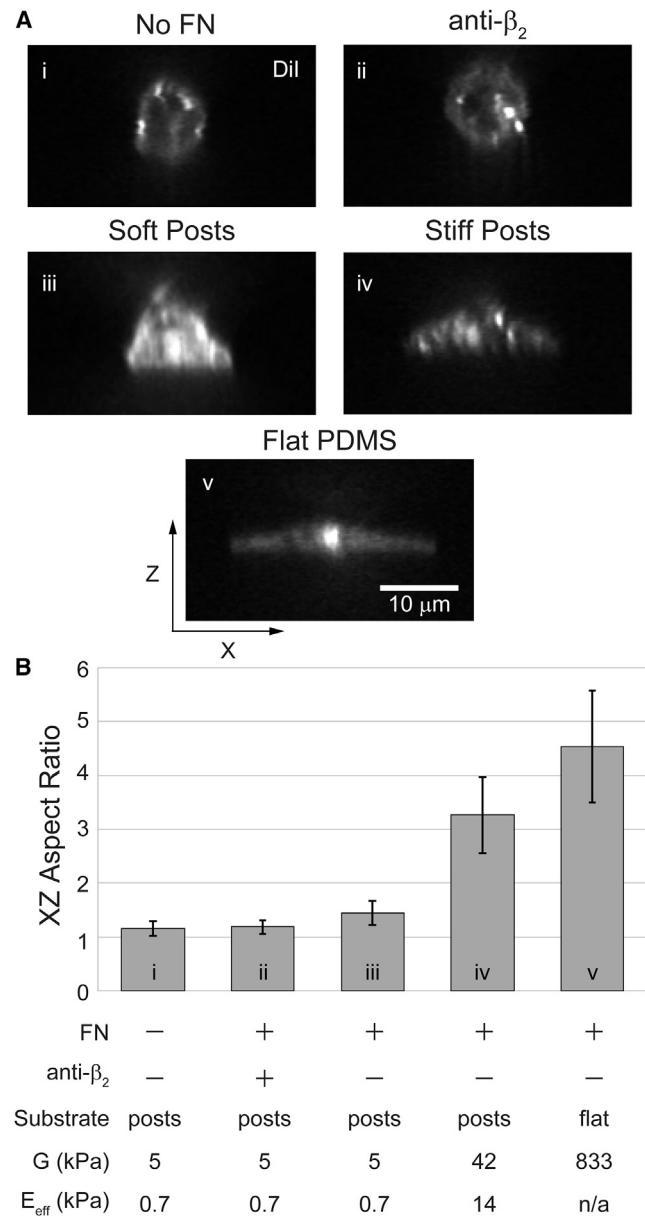 A
No FN
anti-β₂
i
DiI
ii
Soft Posts
Stiff Posts
iii
iv
Flat PDMS
v
Z
10 μm
X
B
6
5
4
3
2
1
0
XZ Aspect Ratio
i
ii
iii
iv
v
FN − + + + +
anti-β₂ − + − − −
Substrate posts posts posts posts flat
G (kPa) 5 5 5 42 833
E_eff (kPa) 0.7 0.7 0.7 14 n/a